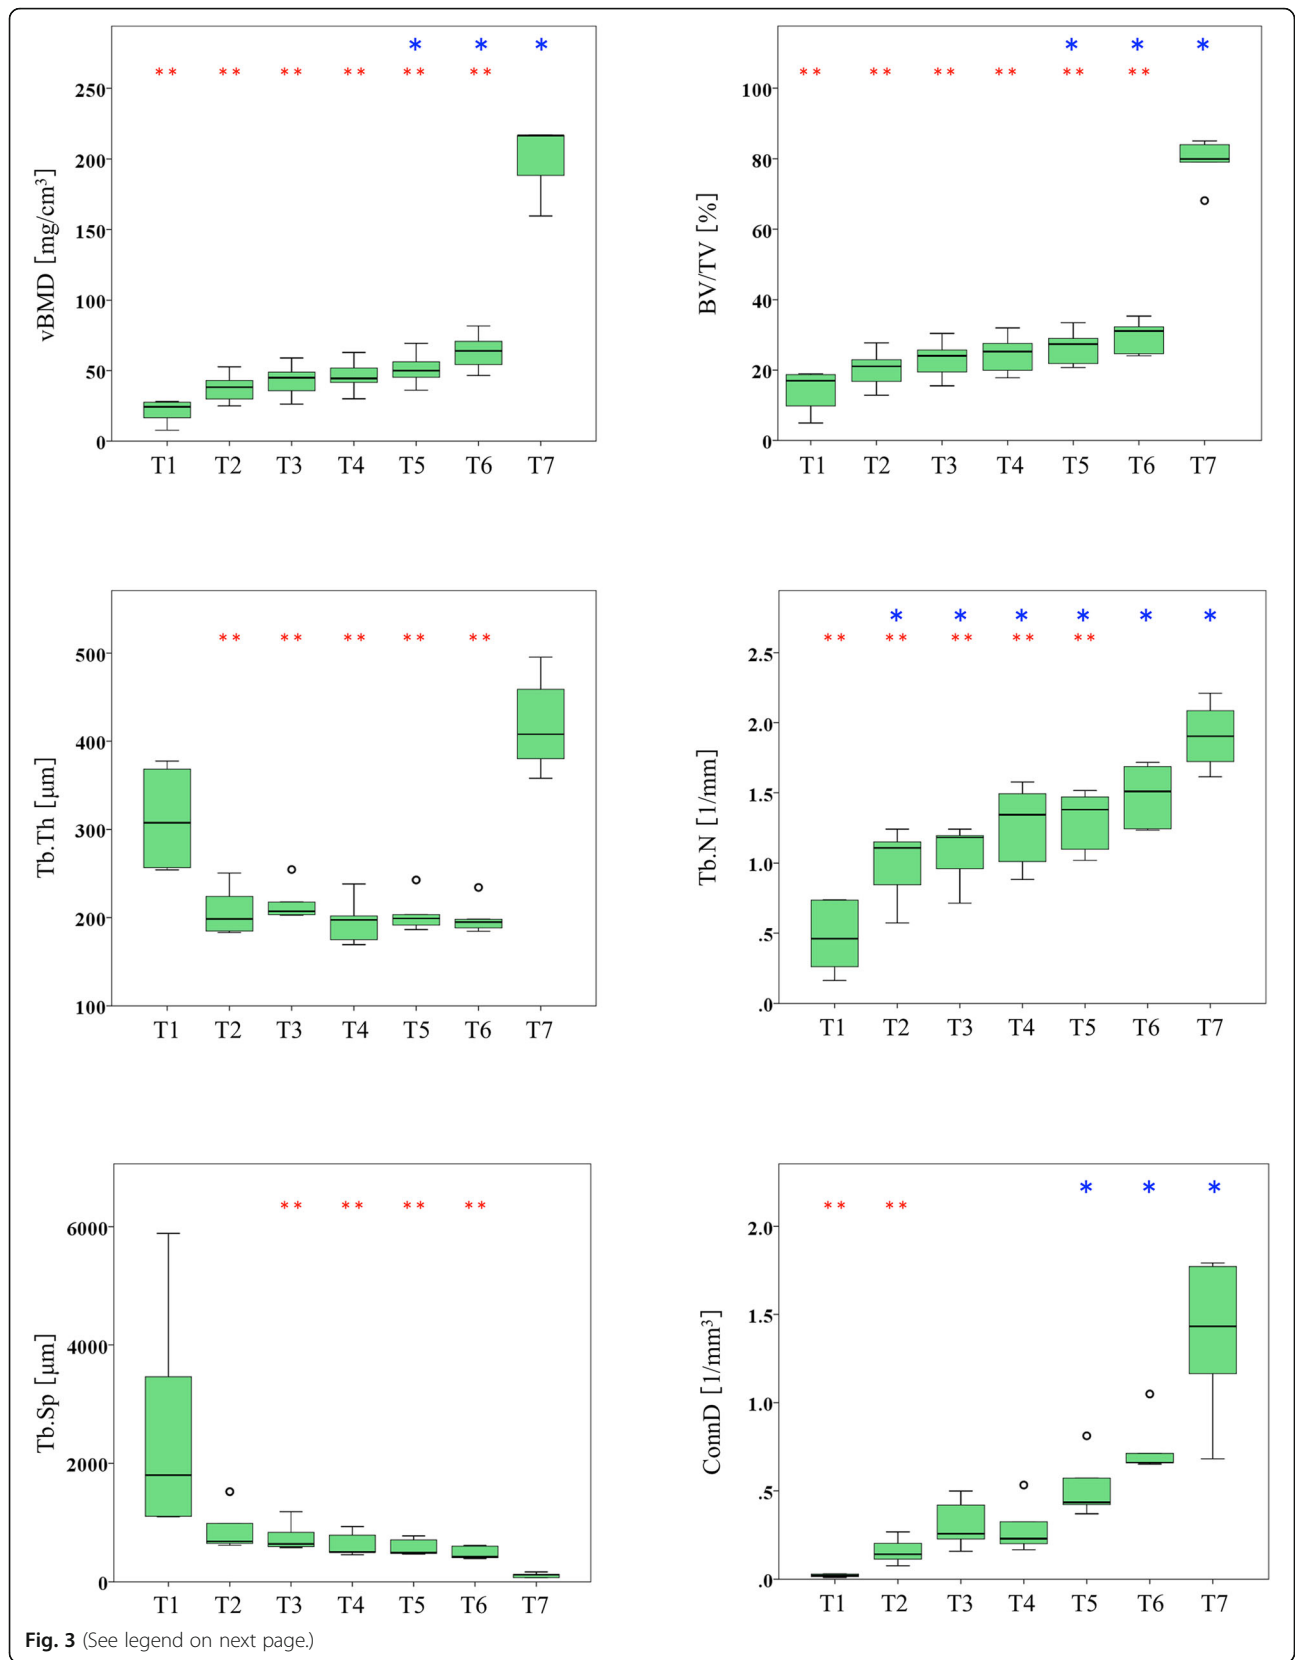 * * *
** ** ** ** ** **
250
200
150
100
50
0
vBMD [mg/cm³]
T1 T2 T3 T4 T5 T6 T7
* * *
** ** ** ** ** **
100
80
60
40
20
0
BV/TV [%]
T1 T2 T3 T4 T5 T6 T7
** ** ** ** **
500
400
300
200
100
Tb.Th [µm]
T1 T2 T3 T4 T5 T6 T7
* * * * * *
** ** ** ** **
2.5
2.0
1.5
1.0
.5
.0
Tb.N [1/mm]
T1 T2 T3 T4 T5 T6 T7
** ** ** **
6000
4000
2000
0
Tb.Sp [µm]
T1 T2 T3 T4 T5 T6 T7
* * *
** **
2.0
1.5
1.0
.5
.0
ConnD [1/mm³]
T1 T2 T3 T4 T5 T6 T7
Fig. 3 (See legend on next page.)